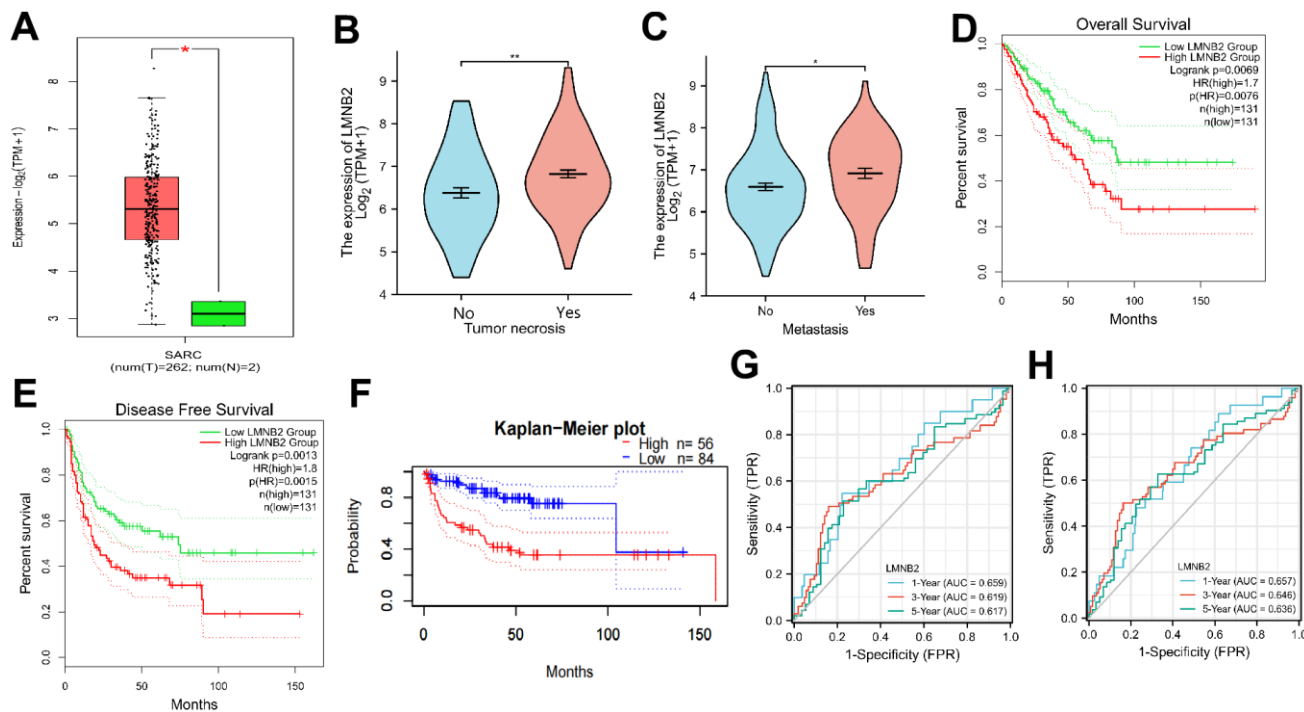 A
*
Expression-log₂(TPM+1)
8
7
6
5
4
3
SARC
(num(T)=262; num(N)=2)
B
**
The expression of LMNB2
Log₂ (TPM+1)
10
9
8
7
6
5
4
No Yes
Tumor necrosis
C
*
The expression of LMNB2
Log₂ (TPM+1)
10
9
8
7
6
5
4
No Yes
Metastasis
D
Overall Survival
Low LMNB2 Group
High LMNB2 Group
Logrank p=0.0069
HR(high)=1.7
p(HR)=0.0076
n(high)=131
n(low)=131
Percent survival
1.0
0.8
0.6
0.4
0.2
0.0
0 50 100 150
Months
E
Disease Free Survival
Low LMNB2 Group
High LMNB2 Group
Logrank p=0.0013
HR(high)=1.8
p(HR)=0.0015
n(high)=131
n(low)=131
Percent survival
1.0
0.8
0.6
0.4
0.2
0.0
0 50 100 150
Months
F
Kaplan-Meier plot
High n= 56
Low n= 84
Probability
0.8
0.4
0.0
0 50 100 150
Months
G
Sensitivity (TPR)
1.0
0.8
0.6
0.4
0.2
0.0
LMNB2
1-Year (AUC = 0.659)
3-Year (AUC = 0.619)
5-Year (AUC = 0.617)
0.0 0.2 0.4 0.6 0.8 1.0
1-Specificity (FPR)
H
Sensitivity (TPR)
1.0
0.8
0.6
0.4
0.2
0.0
LMNB2
1-Year (AUC = 0.657)
3-Year (AUC = 0.646)
5-Year (AUC = 0.636)
0.0 0.2 0.4 0.6 0.8 1.0
1-Specificity (FPR)